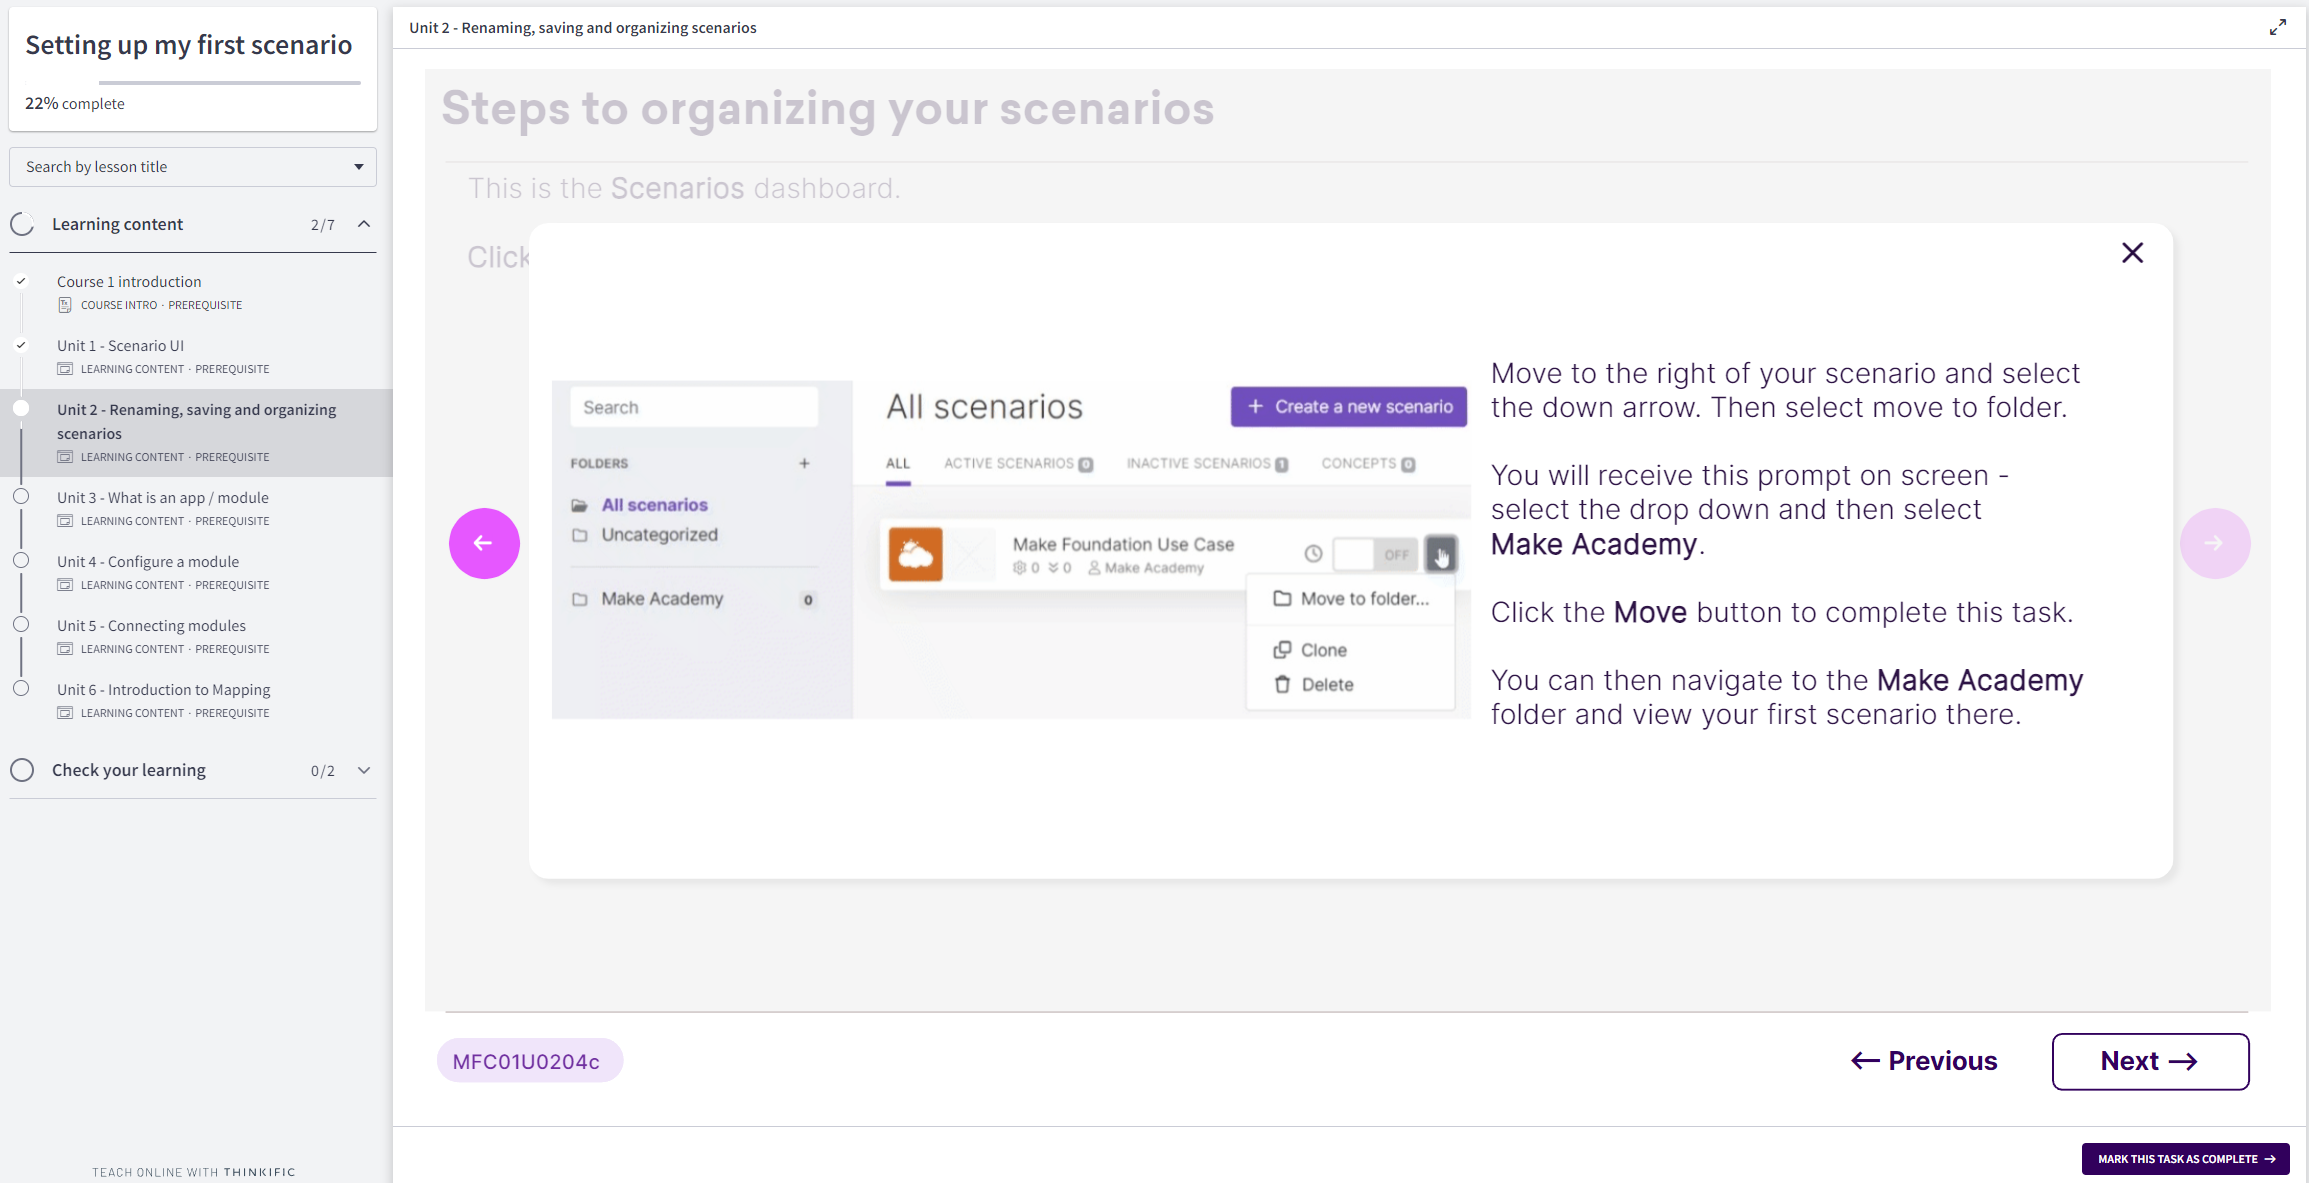 Setting up my first scenario
22% complete
Search by lesson title
Learning content 2/7
Course 1 introduction
COURSE INTRO · PREREQUISITE
Unit 1 - Scenario UI
LEARNING CONTENT · PREREQUISITE
Unit 2 - Renaming, saving and organizing
scenarios
LEARNING CONTENT · PREREQUISITE
Unit 3 - What is an app / module
LEARNING CONTENT · PREREQUISITE
Unit 4 - Configure a module
LEARNING CONTENT · PREREQUISITE
Unit 5 - Connecting modules
LEARNING CONTENT · PREREQUISITE
Unit 6 - Introduction to Mapping
LEARNING CONTENT · PREREQUISITE
Check your learning 0/2
TEACH ONLINE WITH THINKIFIC
Unit 2 - Renaming, saving and organizing scenarios
Steps to organizing your scenarios
This is the Scenarios dashboard.
Click
Search
FOLDERS +
All scenarios
Uncategorized
Make Academy 0
All scenarios
+ Create a new scenario
ALL ACTIVE SCENARIOS 0 INACTIVE SCENARIOS 1 CONCEPTS 0
Make Foundation Use Case
0 0 Make Academy
OFF
Move to folder...
Clone
Delete
Move to the right of your scenario and select
the down arrow. Then select move to folder.
You will receive this prompt on screen -
select the drop down and then select
Make Academy.
Click the Move button to complete this task.
You can then navigate to the Make Academy
folder and view your first scenario there.
MFC01U0204c
← Previous
Next →
MARK THIS TASK AS COMPLETE →